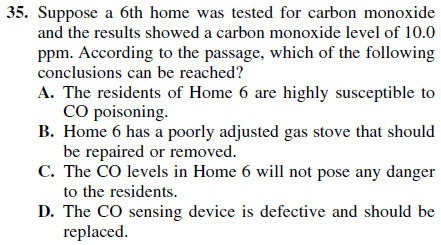 35. Suppose a 6th home was tested for carbon monoxide
and the results showed a carbon monoxide level of 10.0
ppm. According to the passage, which of the following
conclusions can be reached?
A. The residents of Home 6 are highly susceptible to
CO poisoning.
B. Home 6 has a poorly adjusted gas stove that should
be repaired or removed.
C. The CO levels in Home 6 will not pose any danger
to the residents.
D. The CO sensing device is defective and should be
replaced.